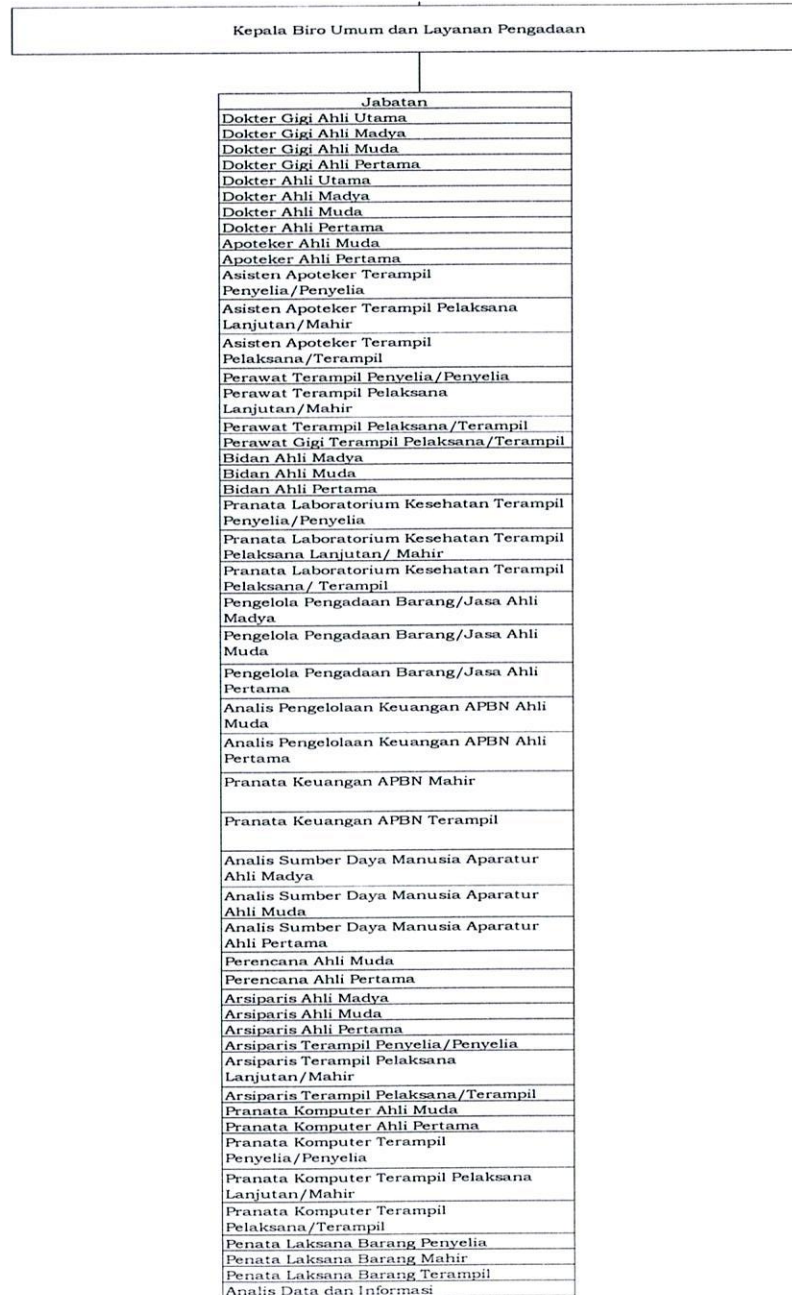 Kepala Biro Umum dan Layanan Pengadaan
Jabatan
Dokter Gigi Ahli Utama
Dokter Gigi Ahli Madya
Dokter Gigi Ahli Muda
Dokter Gigi Ahli Pertama
Dokter Ahli Utama
Dokter Ahli Madya
Dokter Ahli Muda
Dokter Ahli Pertama
Apoteker Ahli Muda
Apoteker Ahli Pertama
Asisten Apoteker Terampil
Penyelia/Penyelia
Asisten Apoteker Terampil Pelaksana
Lanjutan/Mahir
Asisten Apoteker Terampil
Pelaksana/Terampil
Perawat Terampil Penyelia/Penyelia
Perawat Terampil Pelaksana
Lanjutan/Mahir
Perawat Terampil Pelaksana/Terampil
Perawat Gigi Terampil Pelaksana/Terampil
Bidan Ahli Madya
Bidan Ahli Muda
Bidan Ahli Pertama
Pranata Laboratorium Kesehatan Terampil
Penyelia/Penyelia
Pranata Laboratorium Kesehatan Terampil
Pelaksana Lanjutan/ Mahir
Pranata Laboratorium Kesehatan Terampil
Pelaksana/ Terampil
Pengelola Pengadaan Barang/Jasa Ahli
Madya
Pengelola Pengadaan Barang/Jasa Ahli
Muda
Pengelola Pengadaan Barang/Jasa Ahli
Pertama
Analis Pengelolaan Keuangan APBN Ahli
Muda
Analis Pengelolaan Keuangan APBN Ahli
Pertama
Pranata Keuangan APBN Mahir
Pranata Keuangan APBN Terampil
Analis Sumber Daya Manusia Aparatur
Ahli Madya
Analis Sumber Daya Manusia Aparatur
Ahli Muda
Analis Sumber Daya Manusia Aparatur
Ahli Pertama
Perencana Ahli Muda
Perencana Ahli Pertama
Arsiparis Ahli Madya
Arsiparis Ahli Muda
Arsiparis Ahli Pertama
Arsiparis Terampil Penyelia/Penyelia
Arsiparis Terampil Pelaksana
Lanjutan/Mahir
Arsiparis Terampil Pelaksana/Terampil
Pranata Komputer Ahli Muda
Pranata Komputer Ahli Pertama
Pranata Komputer Terampil
Penyelia/Penyelia
Pranata Komputer Terampil Pelaksana
Lanjutan/Mahir
Pranata Komputer Terampil
Pelaksana/Terampil
Penata Laksana Barang Penyelia
Penata Laksana Barang Mahir
Penata Laksana Barang Terampil
Analis Data dan Informasi